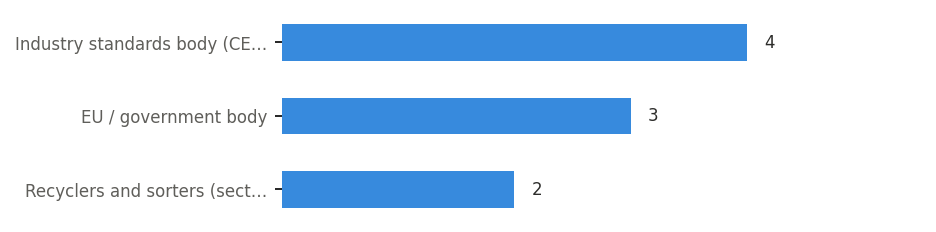 Industry standards body (CE… 4
EU / government body 3
Recyclers and sorters (sect… 2